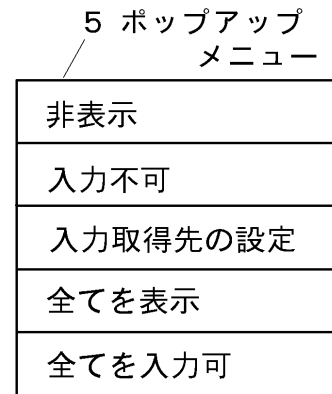 5 ポップアップ
メニュー
非表示
入力不可
入力取得先の設定
全てを表示
全てを入力可